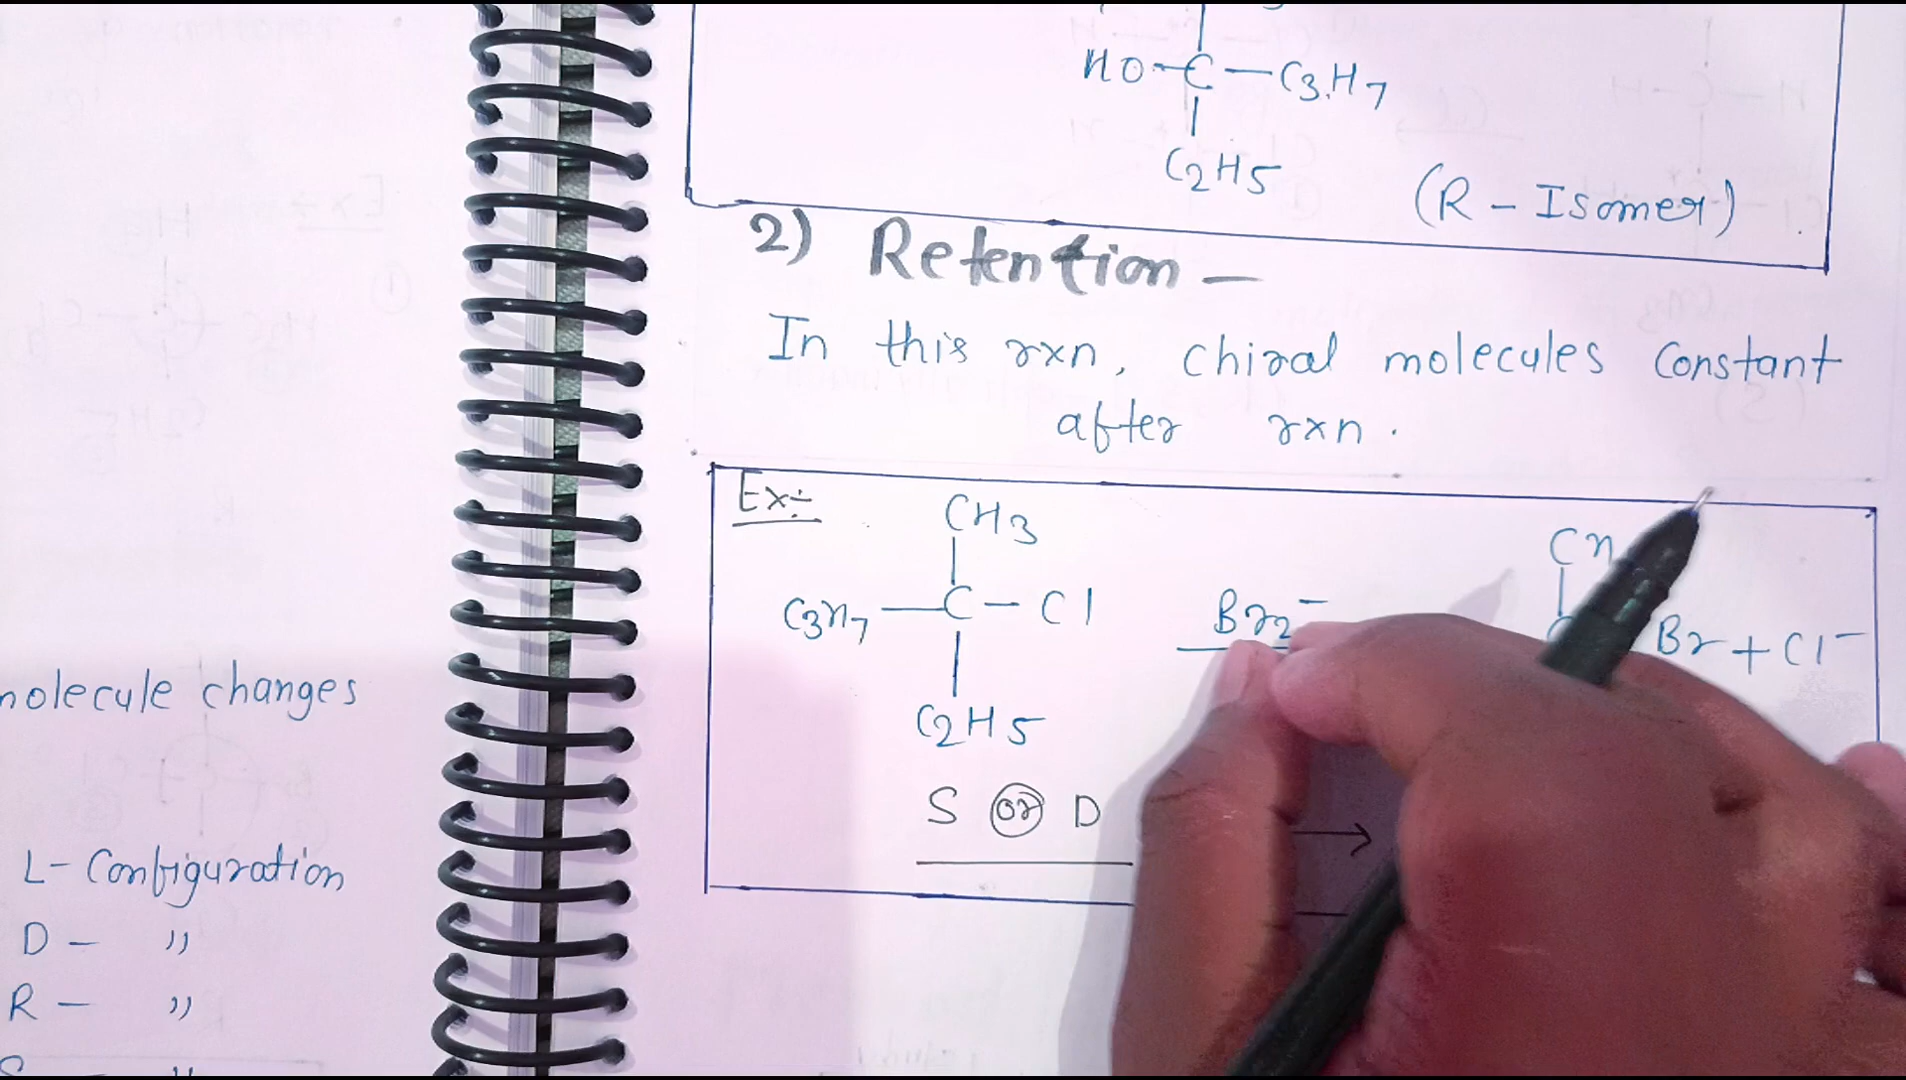 HO-C-C3H7
C2H5
(R - Isomer)
2) Retention -
In this rxn, chiral molecules constant
after rxn.
Ex:-
CH3
C3H7-C-Cl
C2H5
Br2-
Br + Cl-
S or D
molecule changes
L- Configuration
D - "
R - "